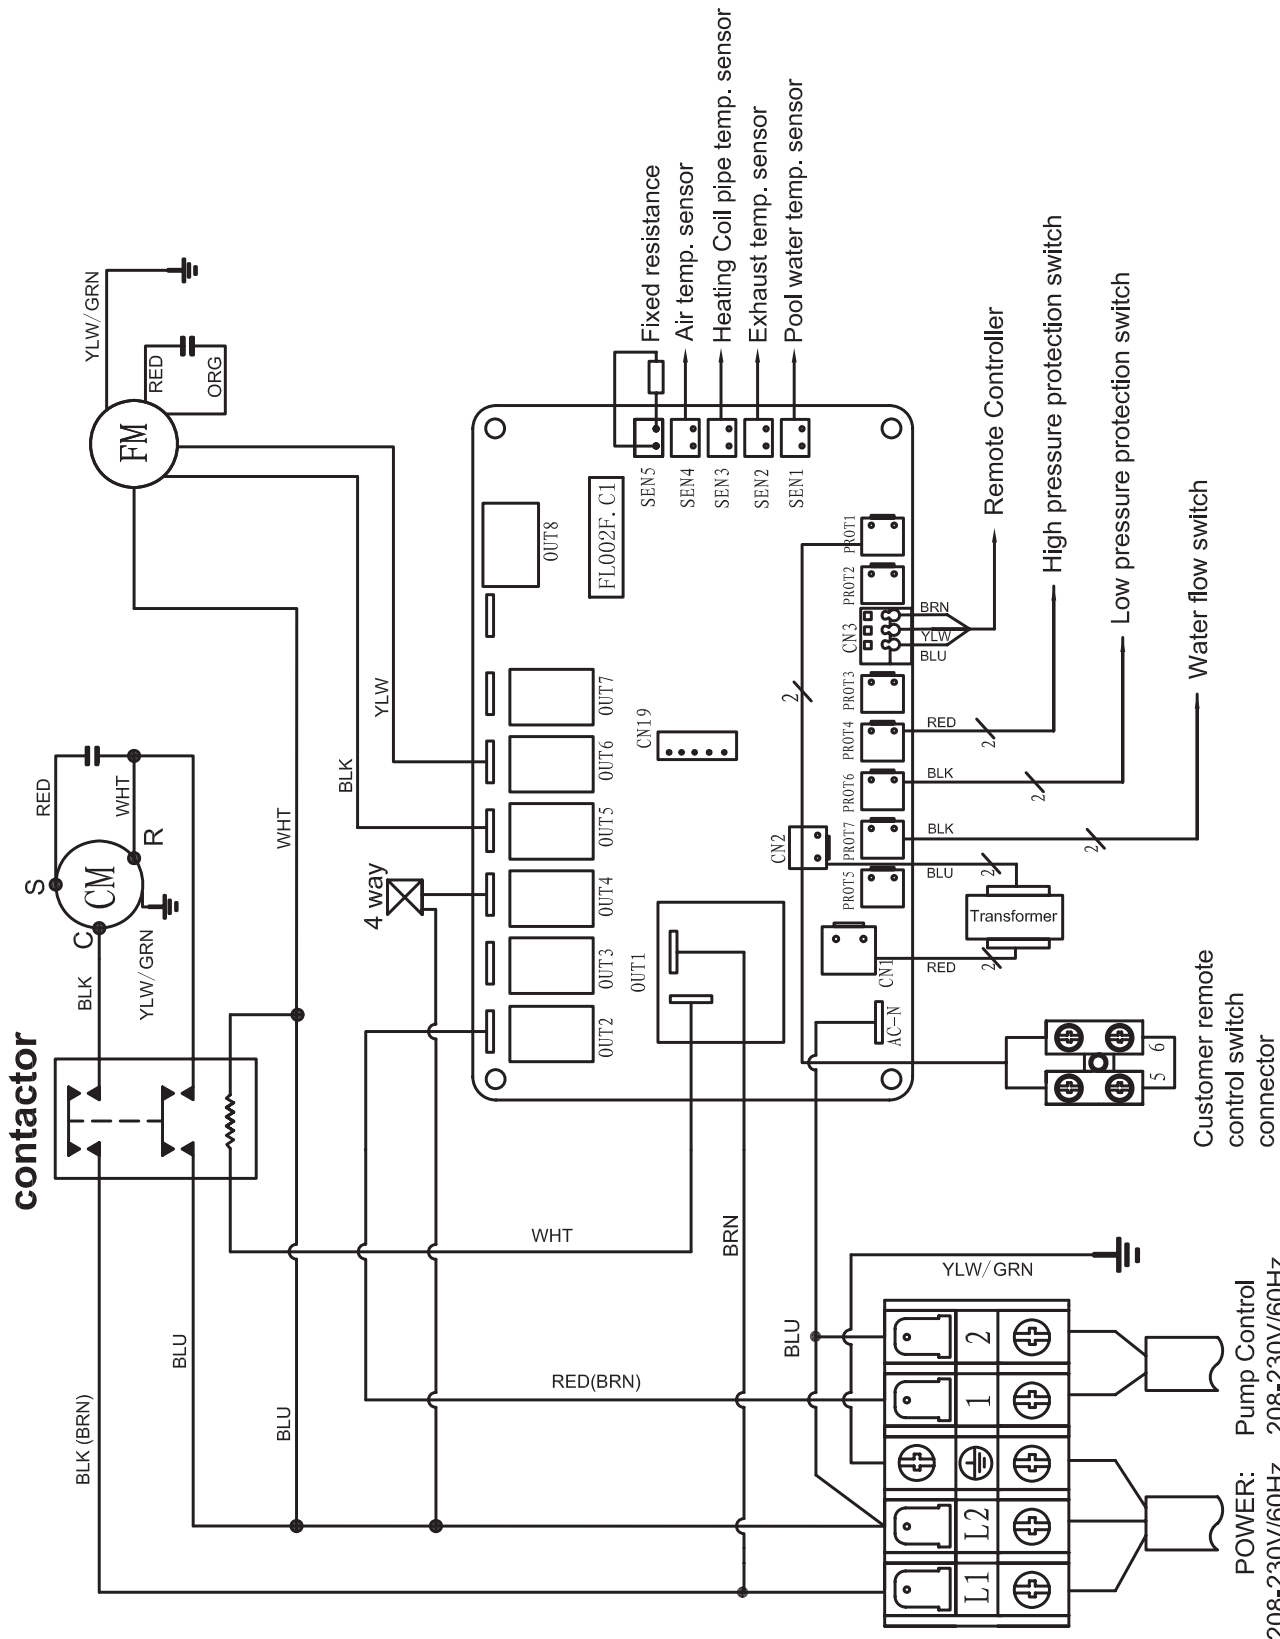 contactor
S
RED
C
CM
BLK
WHT
R
YLW/GRN
YLW/GRN
RED
ORG
FM
WHT
BLK
YLW
4 way
OUT2
OUT3
OUT4
OUT5
OUT6
OUT7
OUT8
FL002F.C1
CN19
OUT1
SEN5
SEN4
SEN3
SEN2
SEN1
Fixed resistance
Air temp. sensor
Heating Coil pipe temp. sensor
Exhaust temp. sensor
Pool water temp. sensor
AC-N
CN1
PROT5
CN2
PROT7
PROT6
PROT4
PROT3
CN3
PROT2
PROT1
2
RED
2
Transformer
BLU
2
BLK
2
BLK
2
RED
2
BLU
YLW
BRN
Remote Controller
High pressure protection switch
Low pressure protection switch
Water flow switch
Customer remote
control switch
connector
5 6
BLK (BRN)
BLU
BLU
WHT
RED(BRN)
BRN
BLU
YLW/GRN
L1
L2
1
2
POWER:
208-230V/60Hz
Pump Control
208-230V/60Hz